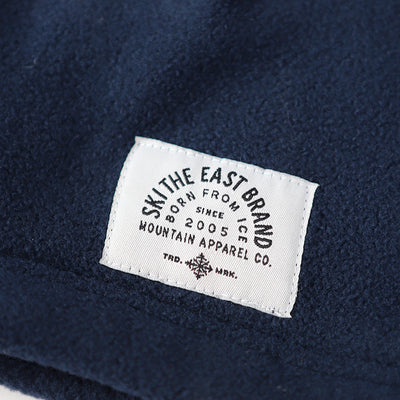 SKI THE EAST BRAND
BORN FROM ICE
SINCE
2005
MOUNTAIN APPAREL CO.
TRD. MRK.